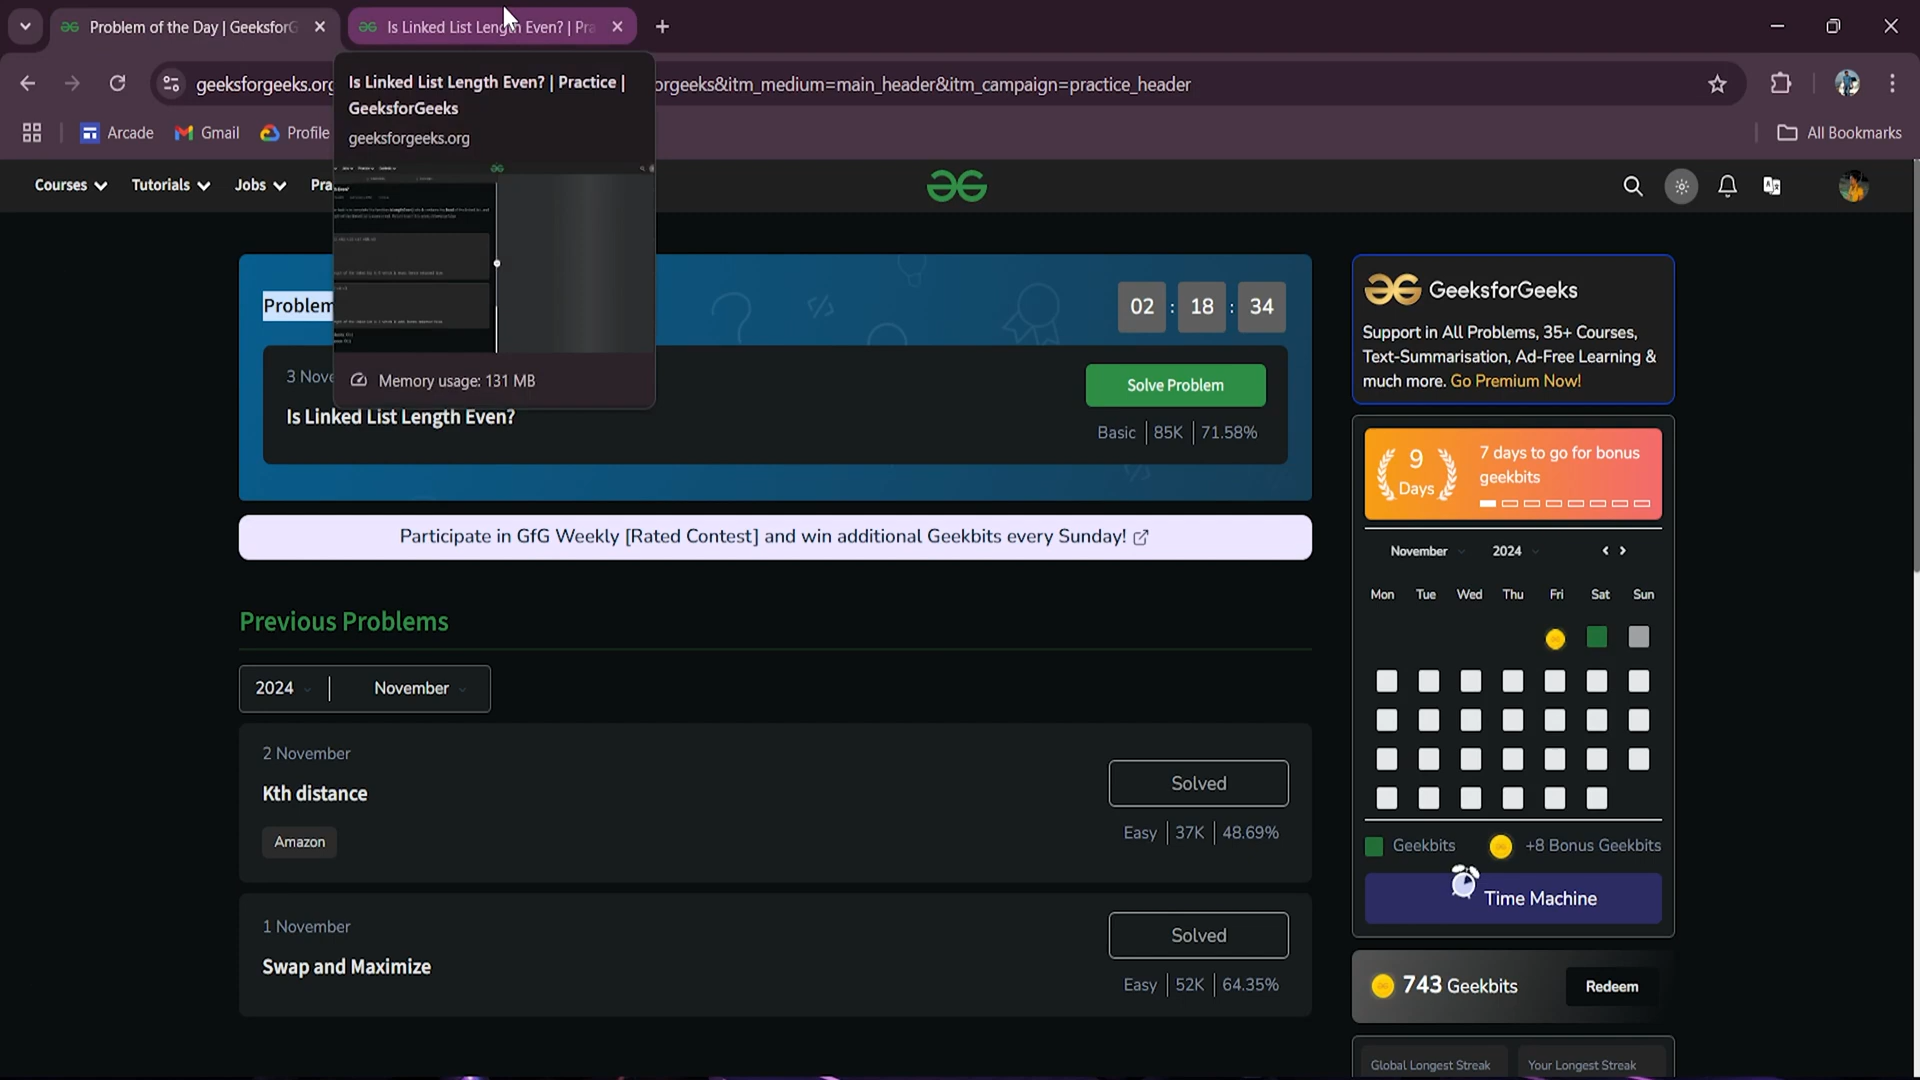 Problem of the Day | GeeksforG
Is Linked List Length Even? | Pra
geeksforgeeks.org
orgeeks&itm_medium=main_header&itm_campaign=practice_header
Is Linked List Length Even? | Practice |
GeeksforGeeks
geeksforgeeks.org
Memory usage: 131 MB
Arcade
Gmail
Profile
All Bookmarks
Courses
Tutorials
Jobs
Pra
Problem
02 : 18 : 34
3 Nove
Is Linked List Length Even?
Solve Problem
Basic | 85K | 71.58%
Participate in GfG Weekly [Rated Contest] and win additional Geekbits every Sunday!
Previous Problems
2024 | November
2 November
Kth distance
Amazon
Solved
Easy | 37K | 48.69%
1 November
Swap and Maximize
Solved
Easy | 52K | 64.35%
GeeksforGeeks
Support in All Problems, 35+ Courses,
Text-Summarisation, Ad-Free Learning &
much more. Go Premium Now!
9
Days
7 days to go for bonus
geekbits
November 2024
Mon Tue Wed Thu Fri Sat Sun
Geekbits
+8 Bonus Geekbits
Time Machine
743 Geekbits
Redeem
Global Longest Streak
Your Longest Streak